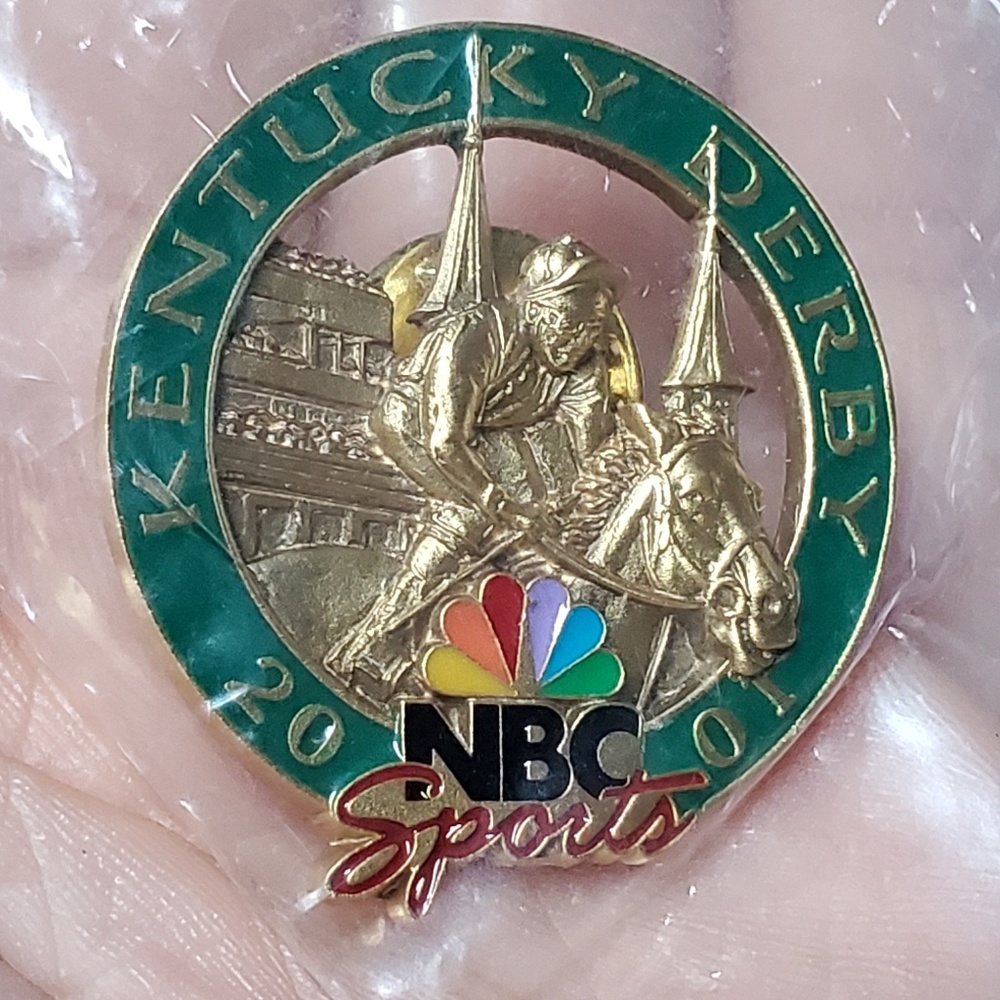 KENTUCKY DERBY
20 01
NBC
Sports